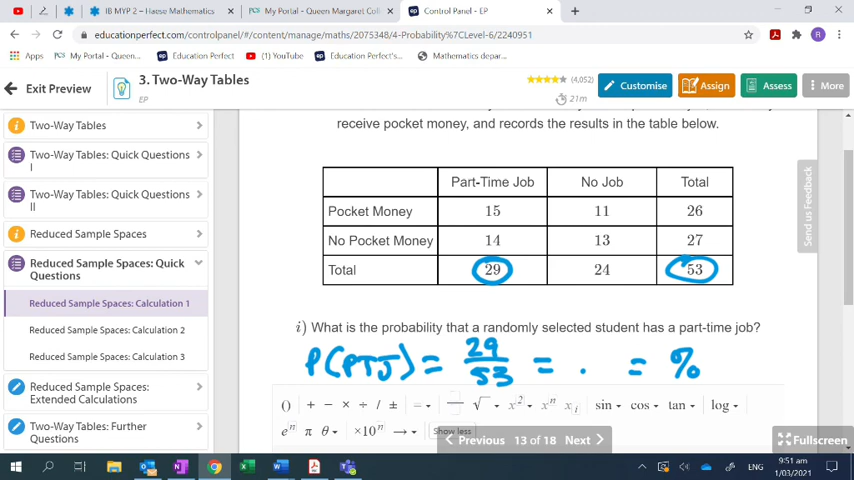 IB MYP 2 – Haese Mathematics
My Portal - Queen Margaret Coll
Control Panel - EP
educationperfect.com/controlpanel/#/content/manage/maths/2075348/4-Probability%7CLevel-6/2240951
Apps My Portal - Queen... Education Perfect (1) YouTube Education Perfect's... Mathematics depar...
Exit Preview
3. Two-Way Tables
EP
(4,052)
21m
Customise
Assign
Assess
More
Two-Way Tables
Two-Way Tables: Quick Questions
I
Two-Way Tables: Quick Questions
II
Reduced Sample Spaces
Reduced Sample Spaces: Quick
Questions
Reduced Sample Spaces: Calculation 1
Reduced Sample Spaces: Calculation 2
Reduced Sample Spaces: Calculation 3
Reduced Sample Spaces:
Extended Calculations
Two-Way Tables: Further
Questions
receive pocket money, and records the results in the table below.
Part-Time Job No Job Total
Pocket Money 15 11 26
No Pocket Money 14 13 27
Total 29 24 53
i) What is the probability that a randomly selected student has a part-time job?
P(PTJ) = 29/53 = . = %
() + − × ÷ / ± = √ x² xⁿ xᵢ sin cos tan log
eⁿ π θ ×10ⁿ → Show less
Previous 13 of 18 Next
Fullscreen
Send us Feedback
ENG
9:51 am
1/03/2021